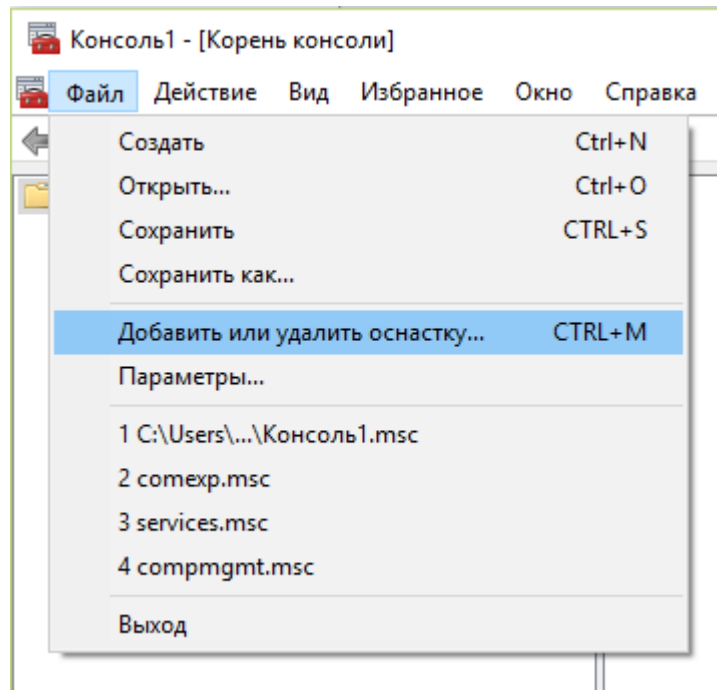 Консоль1 - [Корень консоли]
Файл Действие Вид Избранное Окно Справка
Создать Ctrl+N
Открыть... Ctrl+O
Сохранить CTRL+S
Сохранить как...
Добавить или удалить оснастку... CTRL+M
Параметры...
1 C:\Users\...\Консоль1.msc
2 comexp.msc
3 services.msc
4 compmgmt.msc
Выход